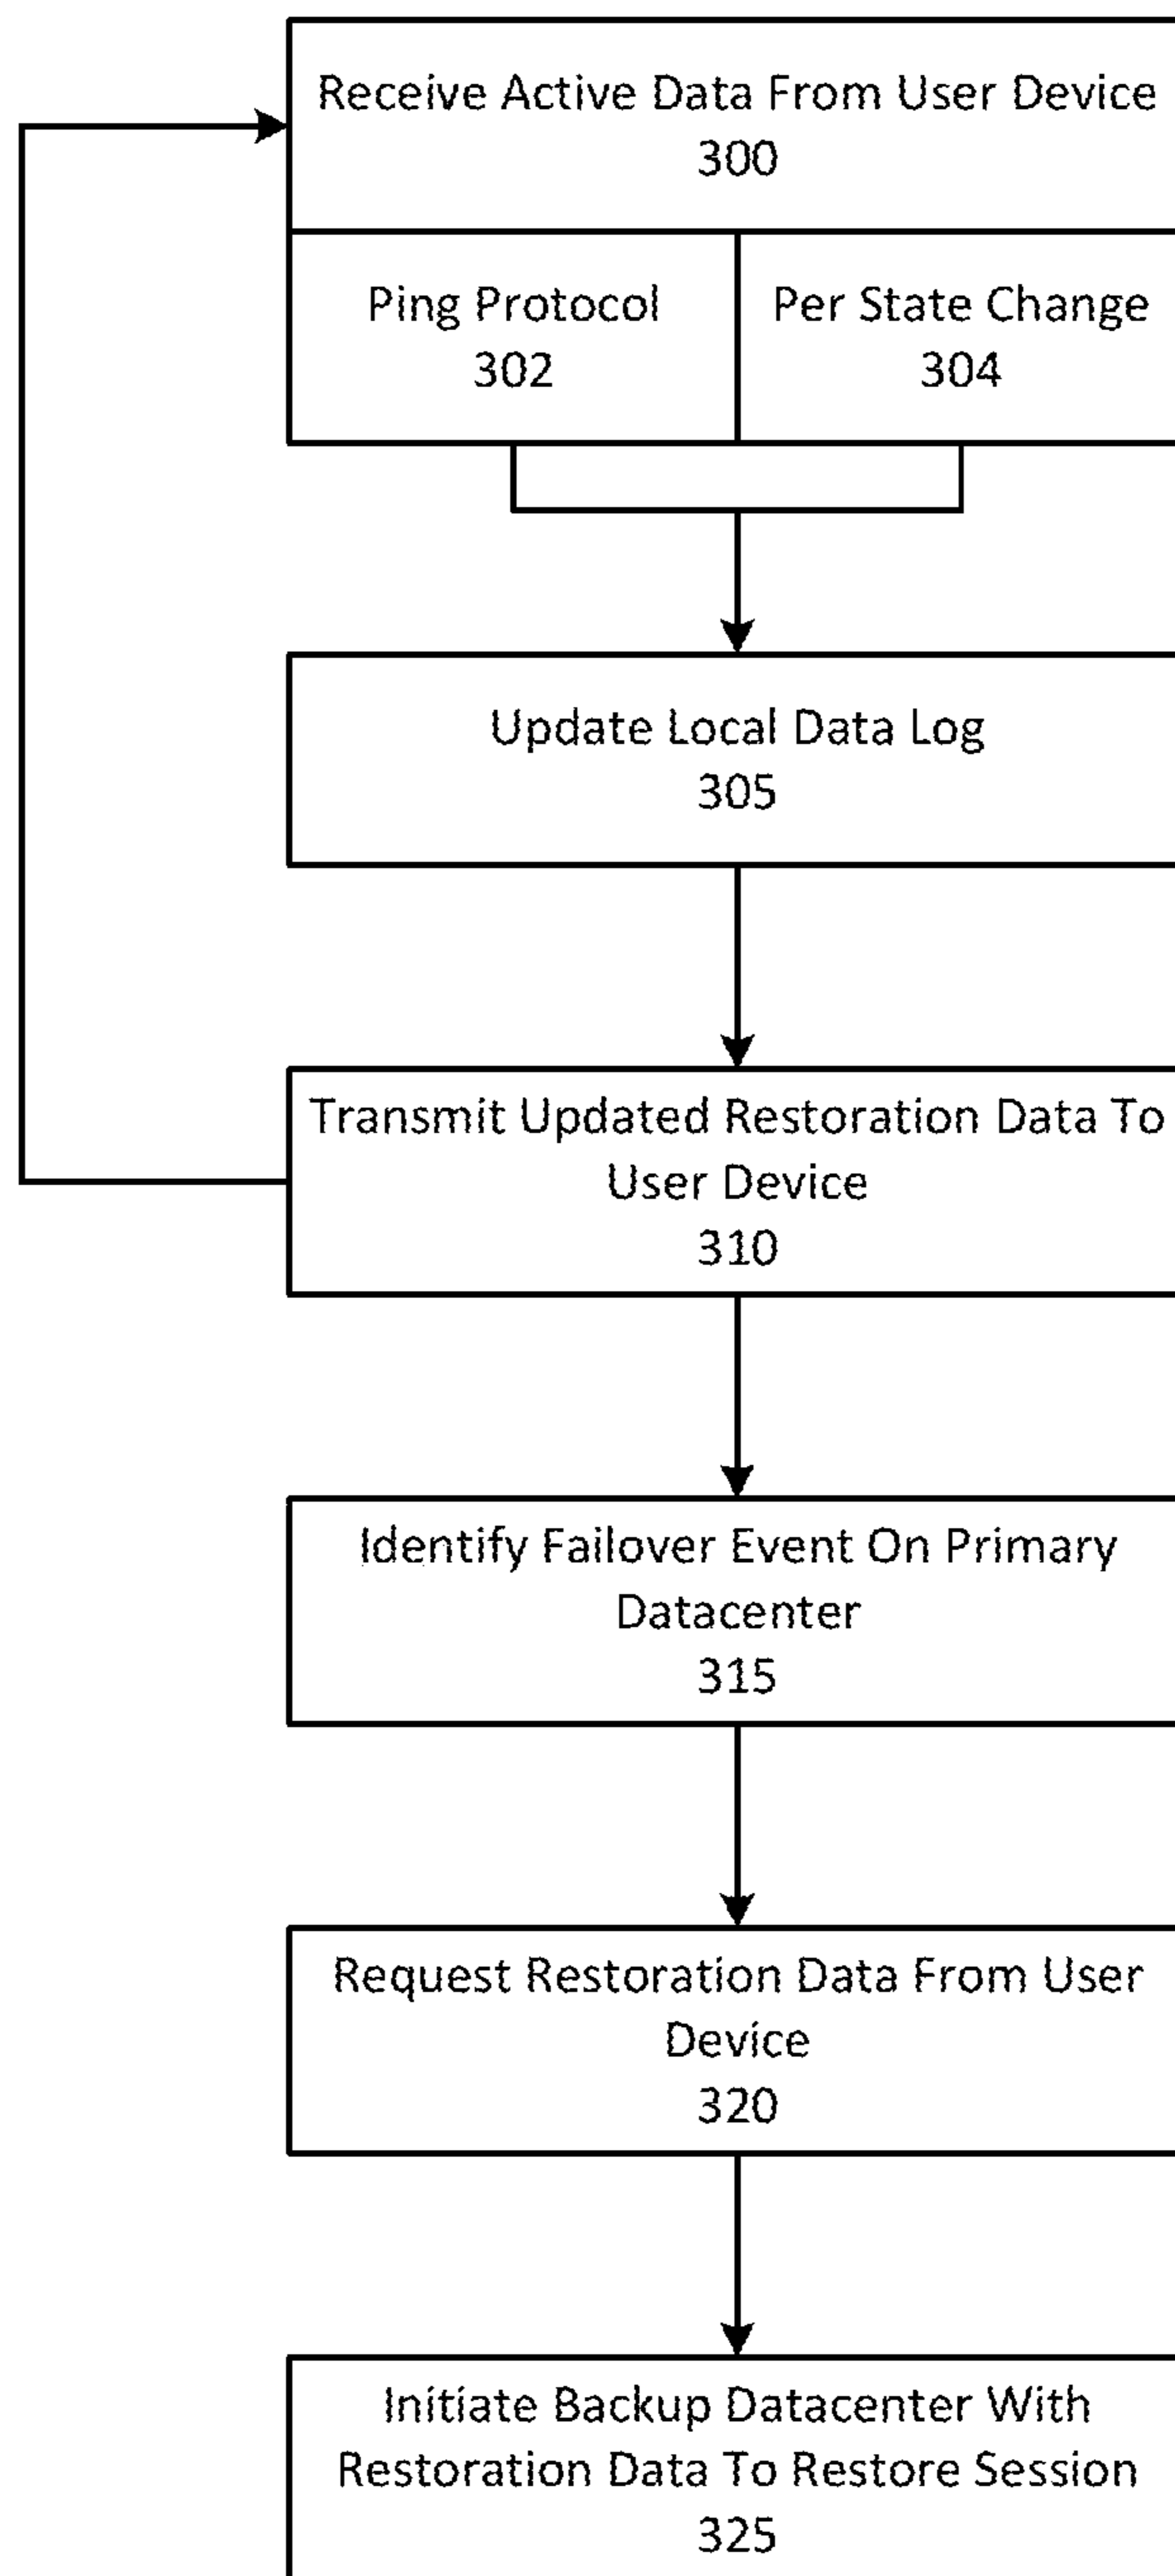 Receive Active Data From User Device
300
Ping Protocol
302
Per State Change
304
Update Local Data Log
305
Transmit Updated Restoration Data To
User Device
310
Identify Failover Event On Primary
Datacenter
315
Request Restoration Data From User
Device
320
Initiate Backup Datacenter With
Restoration Data To Restore Session
325